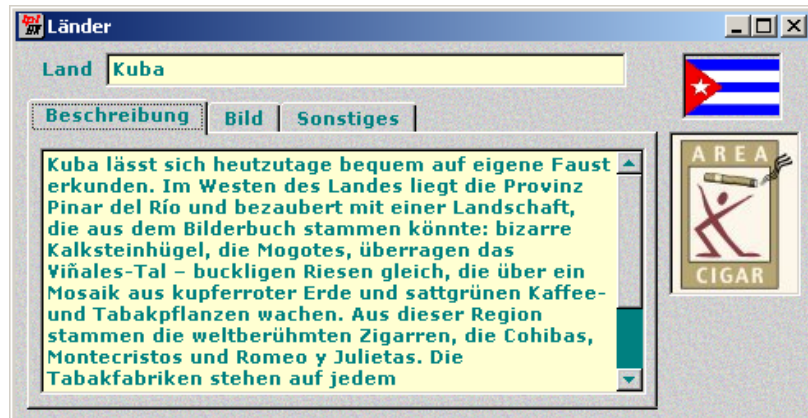 Länder
Land Kuba
Beschreibung Bild Sonstiges
Kuba lässt sich heutzutage bequem auf eigene Faust
erkunden. Im Westen des Landes liegt die Provinz
Pinar del Río und bezaubert mit einer Landschaft,
die aus dem Bilderbuch stammen könnte: bizarre
Kalksteinhügel, die Mogotes, überragen das
Viñales-Tal – buckligen Riesen gleich, die über ein
Mosaik aus kupferroter Erde und sattgrünen Kaffee-
und Tabakpflanzen wachen. Aus dieser Region
stammen die weltberühmten Zigarren, die Cohibas,
Montecristos und Romeo y Julietas. Die
Tabakfabriken stehen auf jedem
AREA
CIGAR